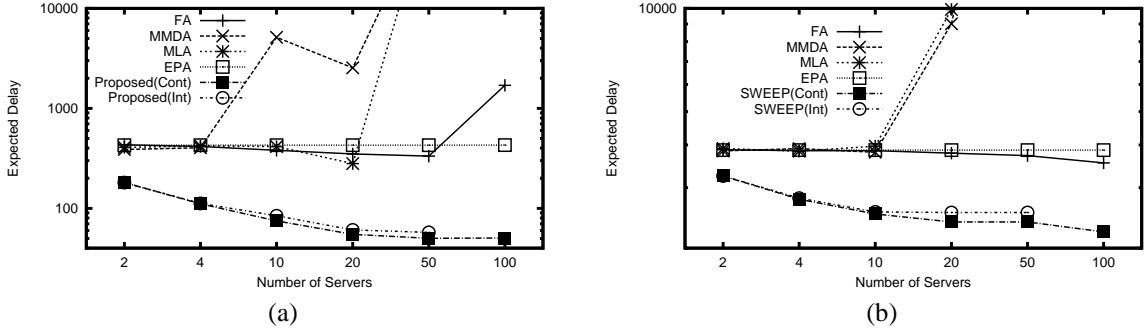 10000
1000
100
Expected Delay
FA
MMDA
MLA
EPA
Proposed(Cont)
Proposed(Int)
2 4 10 20 50 100
Number of Servers
(a)
10000
Expected Delay
FA
MMDA
MLA
EPA
SWEEP(Cont)
SWEEP(Int)
2 4 10 20 50 100
Number of Servers
(b)